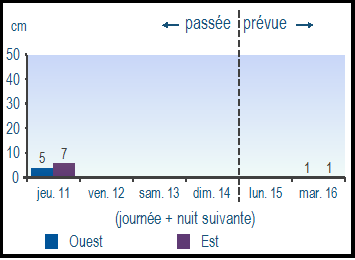 passée prévue
cm
50
40
30
20
10
0
5 7 1 1
jeu. 11 ven. 12 sam. 13 dim. 14 lun. 15 mar. 16
(journée + nuit suivante)
Ouest Est